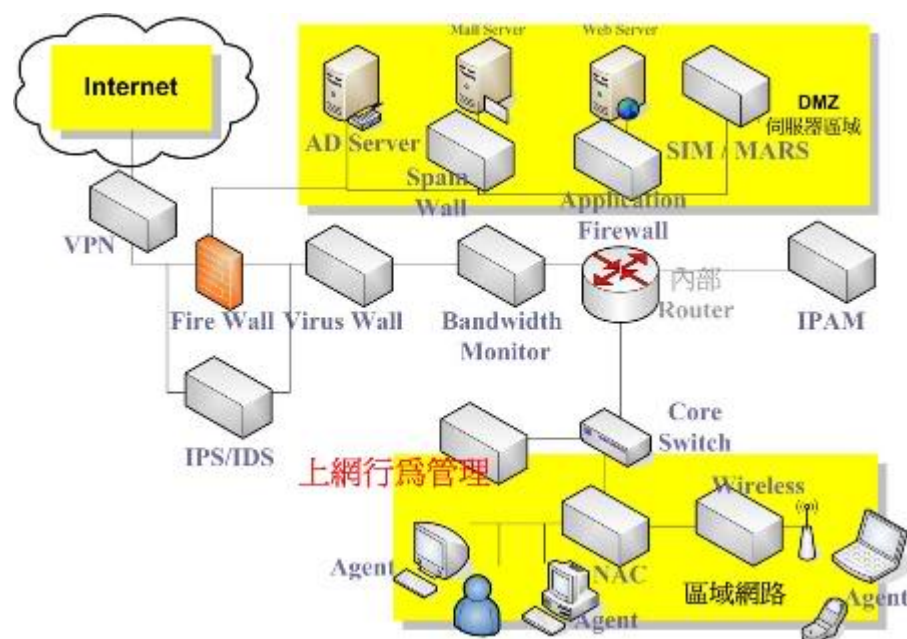 Internet
Mail Server
Web Server
DMZ
伺服器區域
AD Server
SIM / MARS
Spam
Wall
Application
Firewall
VPN
內部
Router
Fire Wall
Virus Wall
Bandwidth
Monitor
IPAM
IPS/IDS
Core
Switch
上網行為管理
Wireless
Agent
NAC
Agent
區域網路
Agent